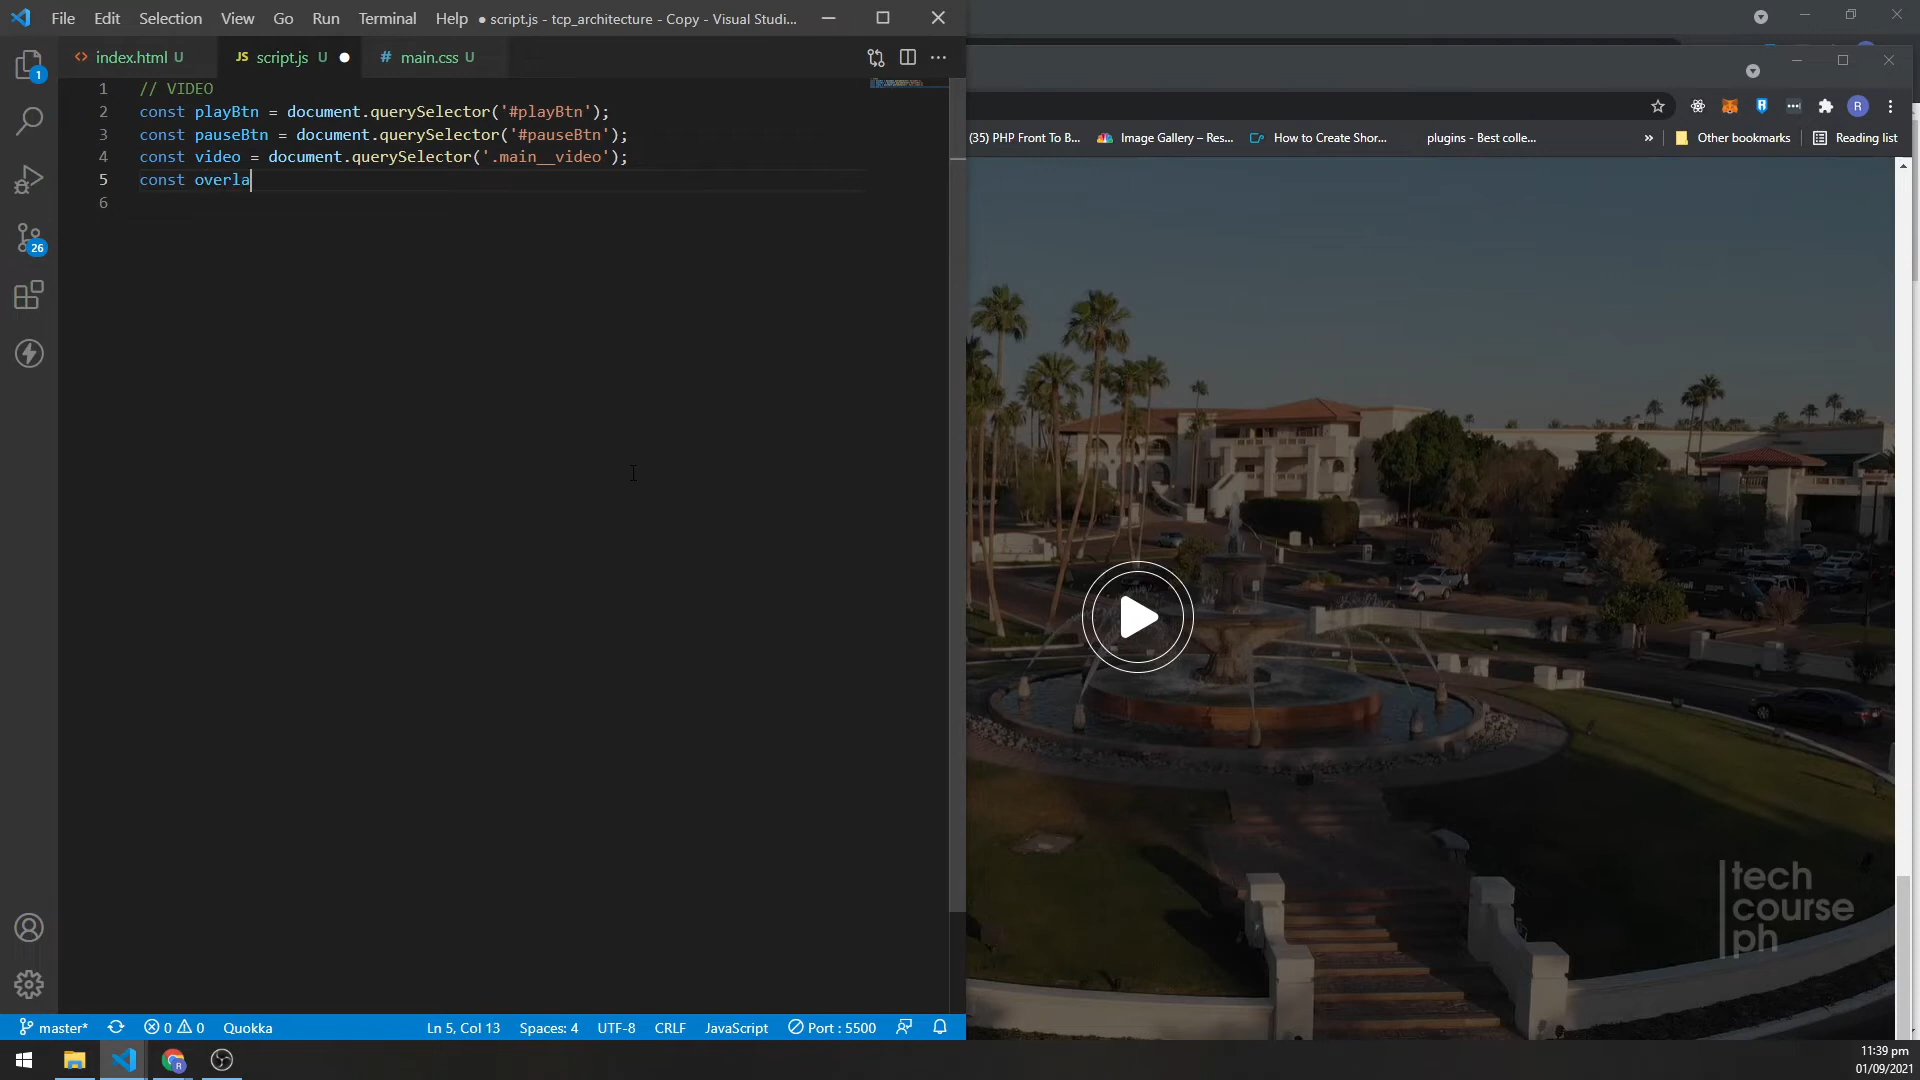 File Edit Selection View Go Run Terminal Help ● script.js - tcp_architecture - Copy - Visual Studi...
1
<> index.html U JS script.js U ● # main.css U
1 // VIDEO
2 const playBtn = document.querySelector('#playBtn');
3 const pauseBtn = document.querySelector('#pauseBtn');
4 const video = document.querySelector('.main__video');
5 const overla
6
26
R
(35) PHP Front To B... Image Gallery – Res... How to Create Shor... plugins - Best colle... » Other bookmarks Reading list
tech
course
ph
master* 0 0 Quokka Ln 5, Col 13 Spaces: 4 UTF-8 CRLF JavaScript Port : 5500
11:39 pm
01/09/2021